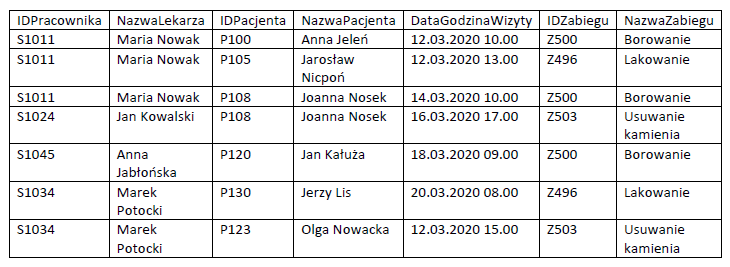 IDPracownika NazwaLekarza IDPacjenta NazwaPacjenta DataGodzinaWizyty IDZabiegu NazwaZabiegu
S1011 Maria Nowak P100 Anna Jeleń 12.03.2020 10.00 Z500 Borowanie
S1011 Maria Nowak P105 Jarosław 12.03.2020 13.00 Z496 Lakowanie
Nicpoń
S1011 Maria Nowak P108 Joanna Nosek 14.03.2020 10.00 Z500 Borowanie
S1024 Jan Kowalski P108 Joanna Nosek 16.03.2020 17.00 Z503 Usuwanie
kamienia
S1045 Anna P120 Jan Kałuża 18.03.2020 09.00 Z500 Borowanie
Jabłońska
S1034 Marek P130 Jerzy Lis 20.03.2020 08.00 Z496 Lakowanie
Potocki
S1034 Marek P123 Olga Nowacka 12.03.2020 15.00 Z503 Usuwanie
Potocki kamienia